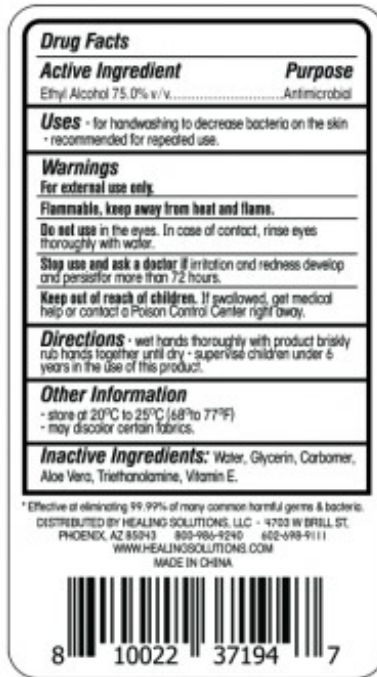 Drug Facts
Active Ingredient Purpose
Ethyl Alcohol 75.0% v/v..............................Antimicrobial
Uses - for handwashing to decrease bacteria on the skin
- recommended for repeated use.
Warnings
For external use only.
Flammable, keep away from heat and flame.
Do not use in the eyes. In case of contact, rinse eyes
thoroughly with water.
Stop use and ask a doctor if irritation and redness develop
and persistfor more than 72 hours.
Keep out of reach of children. If swallowed, get medical
help or contact a Poison Control Center right away.
Directions - wet hands thoroughly with product briskly
rub hands together until dry - supervise children under 6
years in the use of this product.
Other Information
- store at 20°C to 25°C (68°to 77°F)
- may discolor certain fabrics.
Inactive Ingredients: Water, Glycerin, Carbomer,
Aloe Vera, Triethanolamine, Vitamin E.
* Effective at eliminating 99.99% of many common harmful germs & bacteria.
DISTRIBUTED BY HEALING SOLUTIONS, LLC - 4703 W BRILL ST,
PHOENIX, AZ 85043 800-986-9240 602-698-9111
WWW.HEALINGSOLUTIONS.COM
MADE IN CHINA
8 10022 37194 7